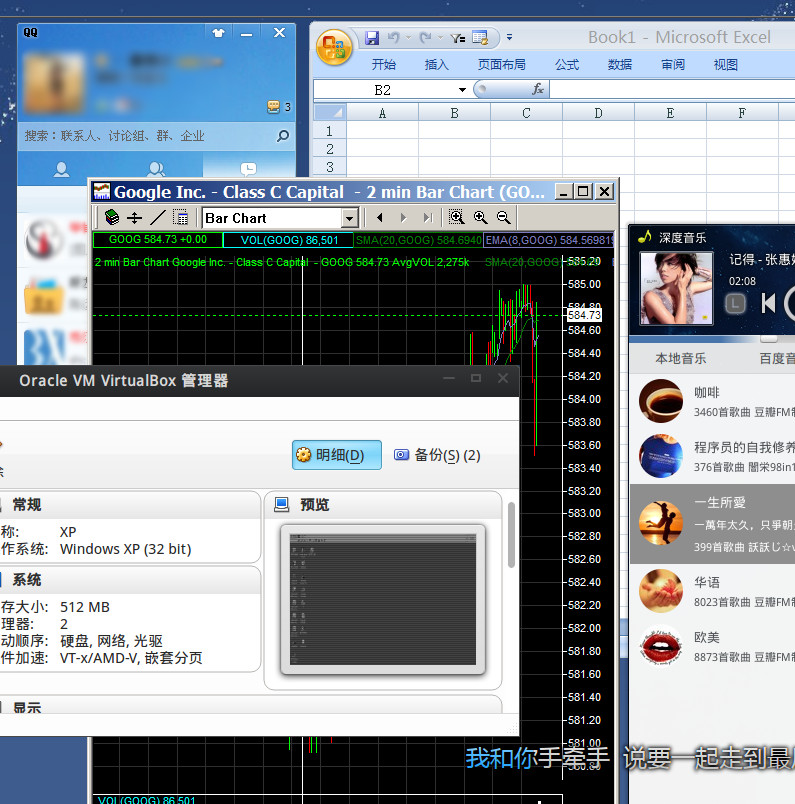 QQ
3
搜索：联系人、讨论组、群、企业
Book1 - Microsoft Excel
开始 插入 页面布局 公式 数据 审阅 视图
B2
fx
A B C D E F
1
2
3
Google Inc. - Class C Capital - 2 min Bar Chart (GO...
Bar Chart
GOOG 584.73 +0.00 VOL(GOOG) 86,501 SMA(20,GOOG) 584.6940 EMA(8,GOOG) 584.56981
2 min Bar Chart Google Inc. - Class C Capital - GOOG 584.73 AvgVOL 2,275k SMA(20,GOOG
585.20
585.00
584.80
584.73
584.60
584.40
584.20
584.00
583.80
583.60
583.40
583.20
583.00
582.80
582.60
582.40
582.20
582.00
581.80
581.60
581.40
581.20
581.00
580.80
VOL(GOOG) 86,501
Oracle VM VirtualBox 管理器
明细(D) 备份(S) (2)
常规
称: XP
作系统: Windows XP (32 bit)
系统
存大小: 512 MB
理器: 2
动顺序: 硬盘, 网络, 光驱
件加速: VT-x/AMD-V, 嵌套分页
显示
预览
深度音乐
记得 - 张惠
02:08
本地音乐 百度音
咖啡
3460首歌曲 豆瓣FM
程序员的自我修养
376首歌曲 闇栄98in1
一生所爱
一萬年太久，只爭朝
399首歌曲 訞訞じ☆
华语
8023首歌曲 豆瓣FM
欧美
8873首歌曲 豆瓣FM
我和你手牵手 说要一起走到最